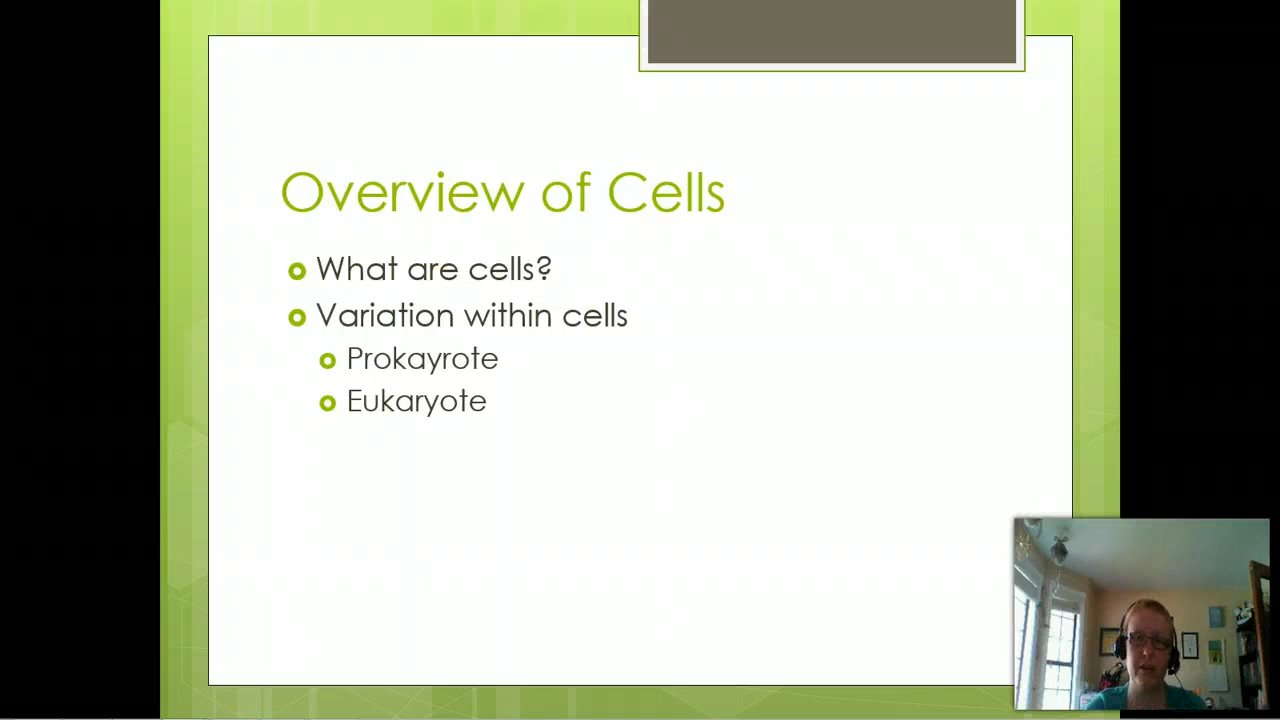 Overview of Cells
What are cells?
Variation within cells
Prokayrote
Eukaryote